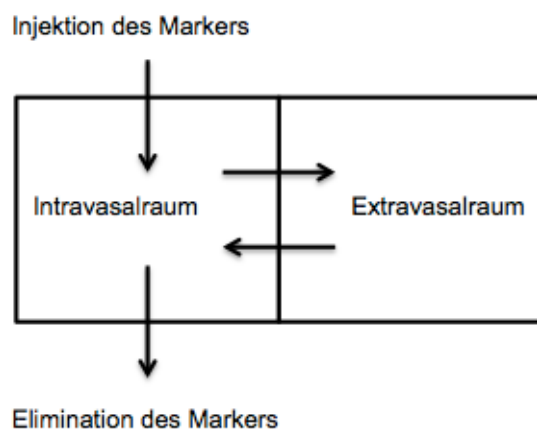 Injektion des Markers
Intravasalraum
Extravasalraum
Elimination des Markers